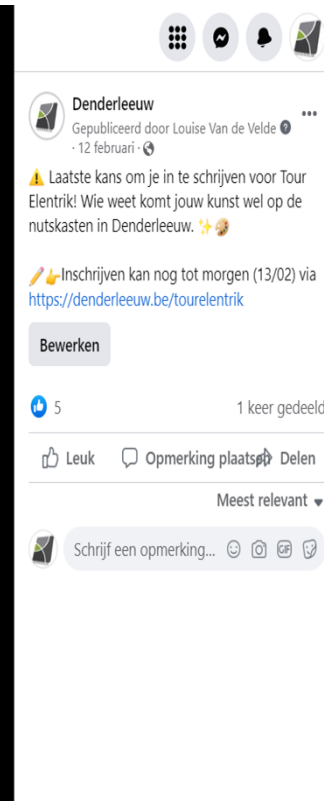 Denderleeuw
Gepubliceerd door Louise Van de Velde
· 12 februari ·
⚠️ Laatste kans om je in te schrijven voor Tour
Elentrik! Wie weet komt jouw kunst wel op de
nutskasten in Denderleeuw. ✨🎨
✏️👉Inschrijven kan nog tot morgen (13/02) via
https://denderleeuw.be/tourelentrik
Bewerken
5
1 keer gedeeld
Leuk
Opmerking plaatsen
Delen
Meest relevant
Schrijf een opmerking...
GIF